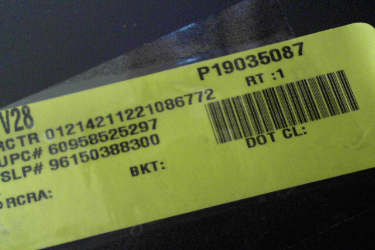 P19035087
V28
RT :1
RCTR 01214211221086772
UPC# 60958525297
SLP# 96150388300
BKT:
DOT CL:
RCRA: